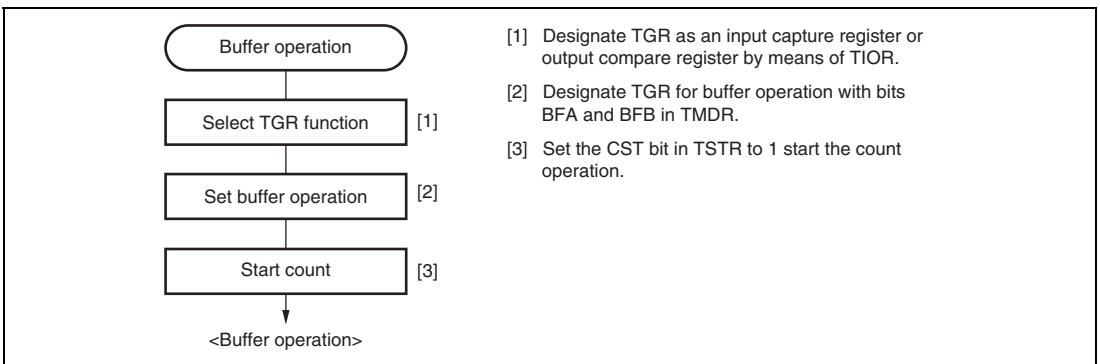 Buffer operation
Select TGR function
[1]
Set buffer operation
[2]
Start count
[3]
<Buffer operation>
[1] Designate TGR as an input capture register or
output compare register by means of TIOR.
[2] Designate TGR for buffer operation with bits
BFA and BFB in TMDR.
[3] Set the CST bit in TSTR to 1 start the count
operation.